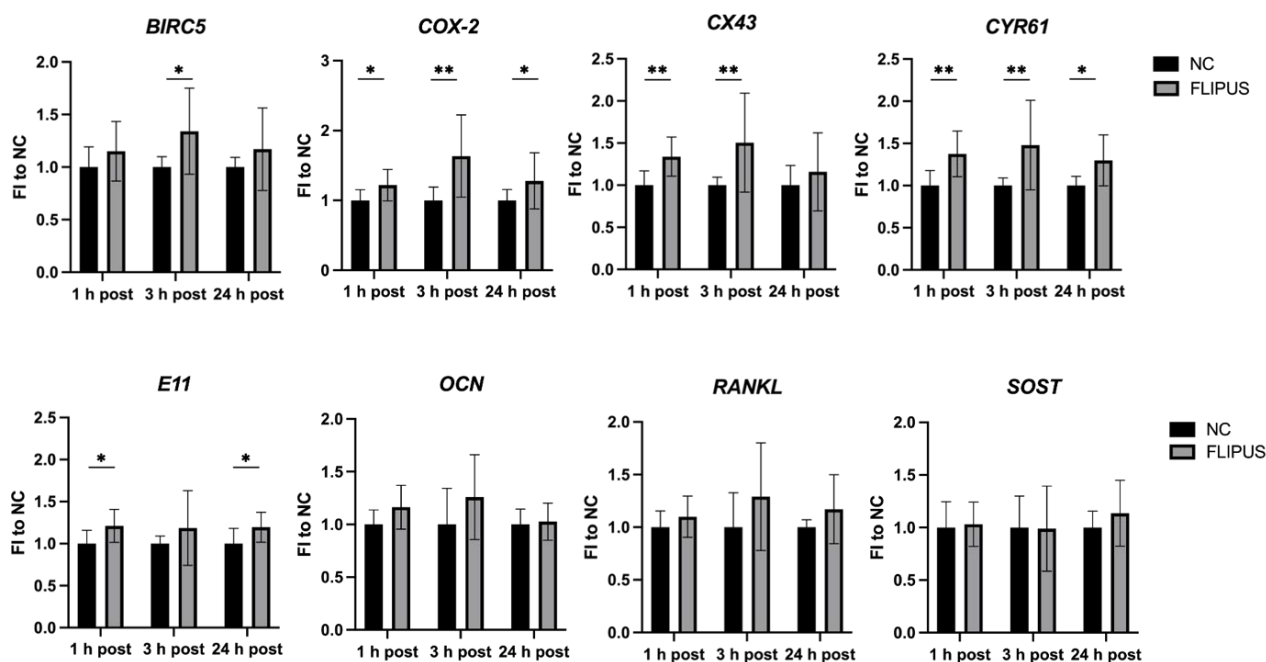 BIRC5
COX-2
CX43
CYR61
NC
FLIPUS
FI to NC
2.0
1.5
1.0
0.5
0.0
*
1 h post 3 h post 24 h post
3
2
1
0
* ** *
1 h post 3 h post 24 h post
FI to NC
2.5
2.0
1.5
1.0
0.5
0.0
** **
1 h post 3 h post 24 h post
FI to NC
2.5
2.0
1.5
1.0
0.5
0.0
** ** *
1 h post 3 h post 24 h post
E11
OCN
RANKL
SOST
NC
FLIPUS
FI to NC
2.5
2.0
1.5
1.0
0.5
0.0
* *
1 h post 3 h post 24 h post
FI to NC
2.0
1.5
1.0
0.5
0.0
1 h post 3 h post 24 h post
FI to NC
2.0
1.5
1.0
0.5
0.0
1 h post 3 h post 24 h post
FI to NC
2.0
1.5
1.0
0.5
0.0
1 h post 3 h post 24 h post
FI to NC